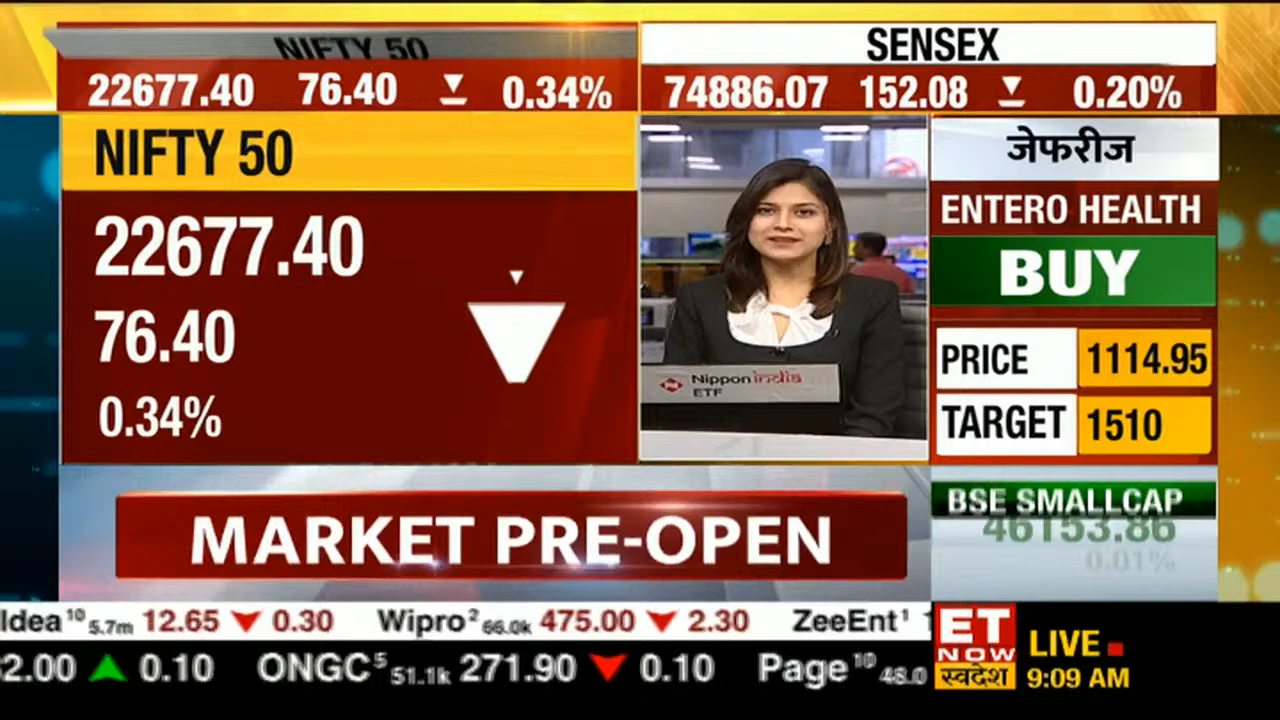 NIFTY 50
22677.40 76.40 0.34%
SENSEX
74886.07 152.08 0.20%
NIFTY 50
22677.40
76.40
0.34%
Nippon india
ETF
जेफरीज
ENTERO HEALTH
BUY
PRICE 1114.95
TARGET 1510
BSE SMALLCAP
46153.86
0.01%
MARKET PRE-OPEN
Idea 10 5.7m 12.65 0.30 Wipro 2 66.0k 475.00 2.30 ZeeEnt 1
2.00 0.10 ONGC 5 51.1k 271.90 0.10 Page 10 48.0
ET
NOW
स्वदेश
LIVE
9:09 AM